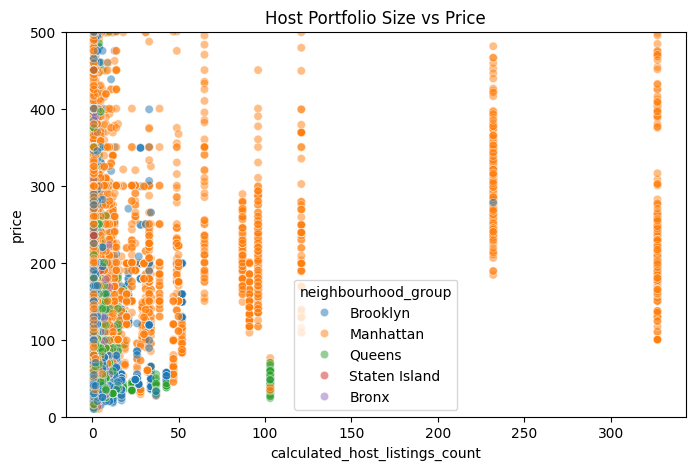 Host Portfolio Size vs Price
500
400
300
200
100
0
price
neighbourhood_group
Brooklyn
Manhattan
Queens
Staten Island
Bronx
0 50 100 150 200 250 300
calculated_host_listings_count